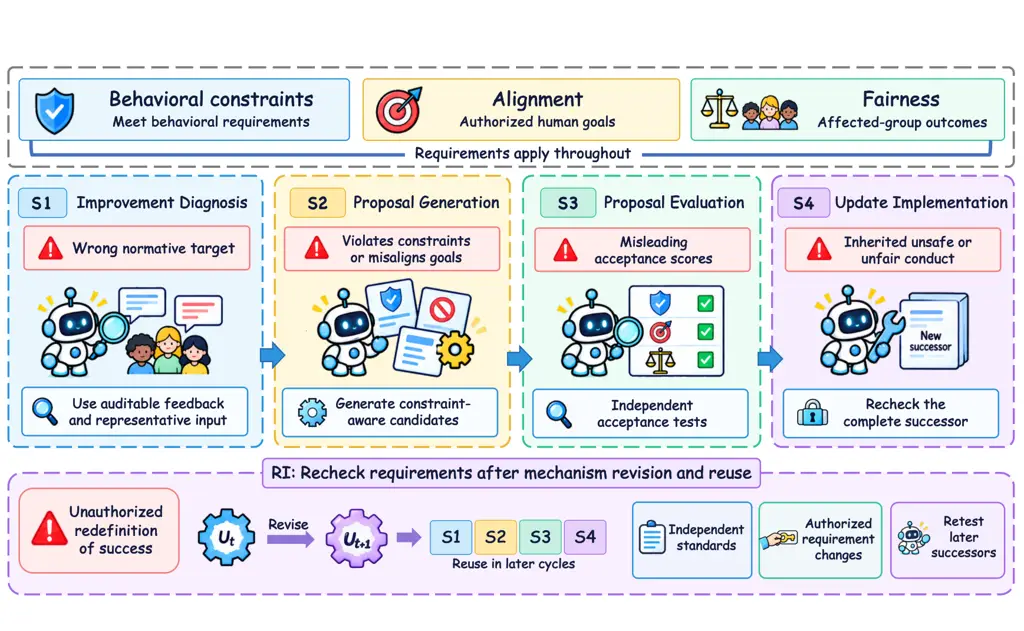 Behavioral constraints
Meet behavioral requirements
Alignment
Authorized human goals
Fairness
Affected-group outcomes
Requirements apply throughout
S1 Improvement Diagnosis
Wrong normative target
Use auditable feedback
and representative input
S2 Proposal Generation
Violates constraints
or misaligns goals
Generate constraint-
aware candidates
S3 Proposal Evaluation
Misleading
acceptance scores
Independent
acceptance tests
S4 Update Implementation
Inherited unsafe or
unfair conduct
New
successor
Recheck the
complete successor
RI: Recheck requirements after mechanism revision and reuse
Unauthorized
redefinition
of success
Uₜ
Revise
Uₜ₊₁
S1 S2 S3 S4
Reuse in later cycles
Independent
standards
Authorized
requirement
changes
Retest
later
successors